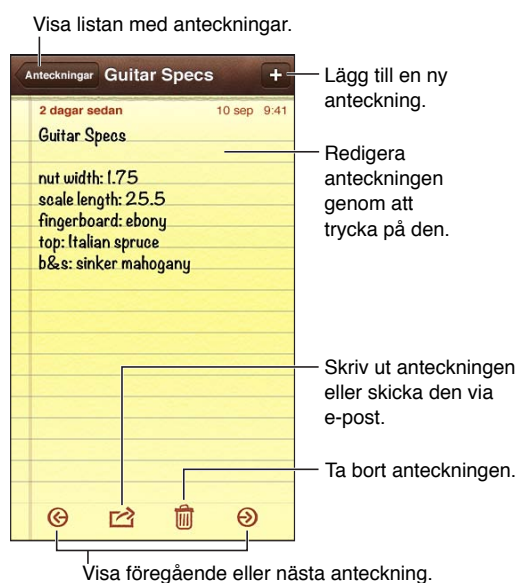 Visa listan med anteckningar.
Anteckningar Guitar Specs +
2 dagar sedan 10 sep 9:41
Guitar Specs
nut width: 1.75
scale length: 25.5
fingerboard: ebony
top: Italian spruce
b&s: sinker mahogany
Lägg till en ny
anteckning.
Redigera
anteckningen
genom att
trycka på den.
Skriv ut anteckningen
eller skicka den via
e-post.
Ta bort anteckningen.
Visa föregående eller nästa anteckning.